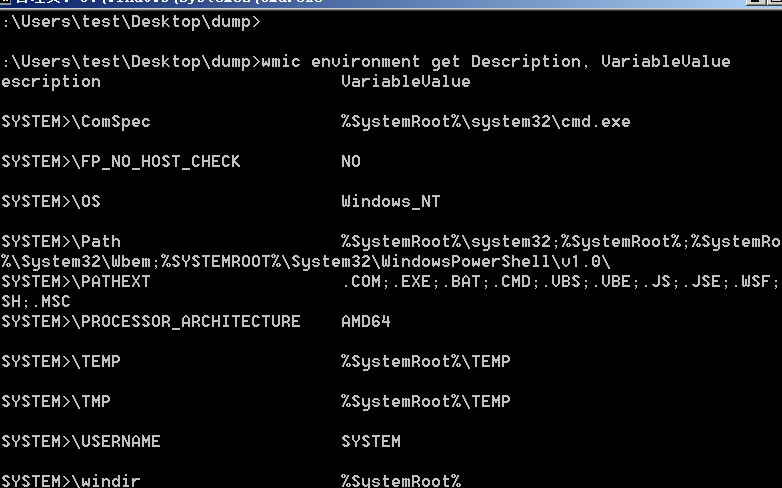 :\Users\test\Desktop\dump>
:\Users\test\Desktop\dump>wmic environment get Description, VariableValue
escription VariableValue
SYSTEM>\ComSpec %SystemRoot%\system32\cmd.exe
SYSTEM>\FP_NO_HOST_CHECK NO
SYSTEM>\OS Windows_NT
SYSTEM>\Path %SystemRoot%\system32;%SystemRoot%;%SystemRo
%\System32\Wbem;%SYSTEMROOT%\System32\WindowsPowerShell\v1.0\
SYSTEM>\PATHEXT .COM;.EXE;.BAT;.CMD;.VBS;.VBE;.JS;.JSE;.WSF;
SH;.MSC
SYSTEM>\PROCESSOR_ARCHITECTURE AMD64
SYSTEM>\TEMP %SystemRoot%\TEMP
SYSTEM>\TMP %SystemRoot%\TEMP
SYSTEM>\USERNAME SYSTEM
SYSTEM>\windir %SystemRoot%